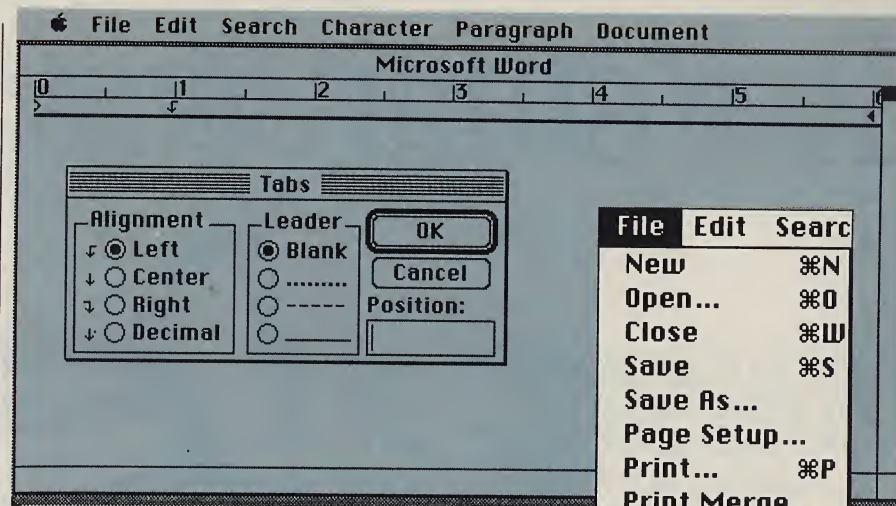 File Edit Search Character Paragraph Document
Microsoft Word
0 1 2 3 4 5 6
Tabs
Alignment
Left
Center
Right
Decimal
Leader
Blank
.........
-----
OK
Cancel
Position:
File Edit Searc
New ⌘N
Open... ⌘O
Close ⌘W
Save ⌘S
Save As...
Page Setup...
Print... ⌘P
Print Merge